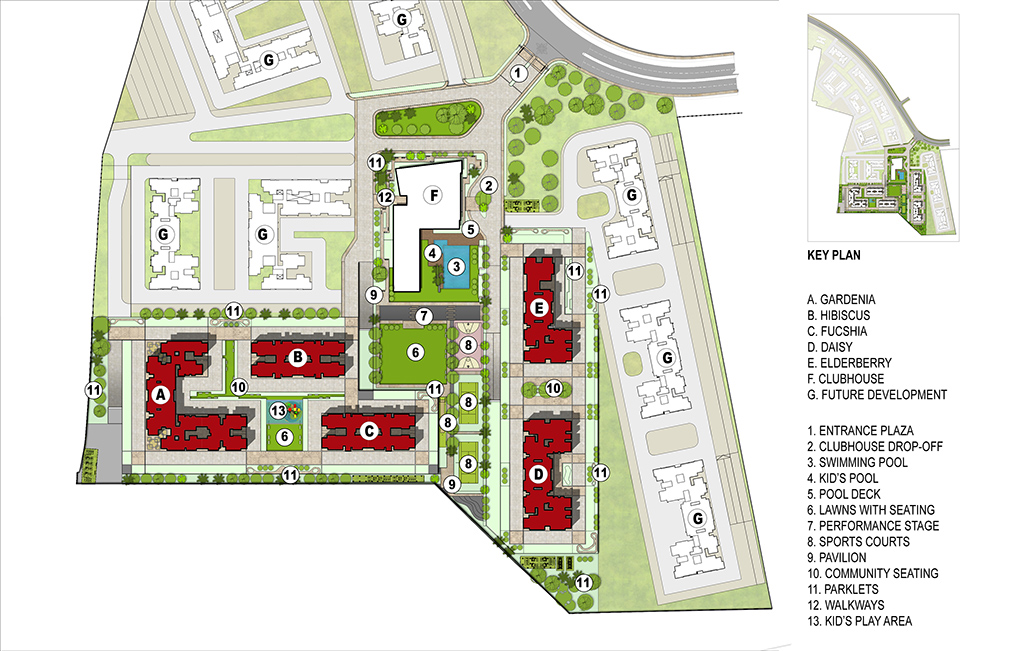 G
G
1
11
F
2
12
G
G
G
5
4
3
11
E
11
9
11
7
6
8
B
G
A
10
11
11
10
8
13
C
8
6
D
8
11
11
9
G
11
KEY PLAN
A. GARDENIA
B. HIBISCUS
C. FUCSHIA
D. DAISY
E. ELDERBERRY
F. CLUBHOUSE
G. FUTURE DEVELOPMENT
1. ENTRANCE PLAZA
2. CLUBHOUSE DROP-OFF
3. SWIMMING POOL
4. KID'S POOL
5. POOL DECK
6. LAWNS WITH SEATING
7. PERFORMANCE STAGE
8. SPORTS COURTS
9. PAVILION
10. COMMUNITY SEATING
11. PARKLETS
12. WALKWAYS
13. KID'S PLAY AREA